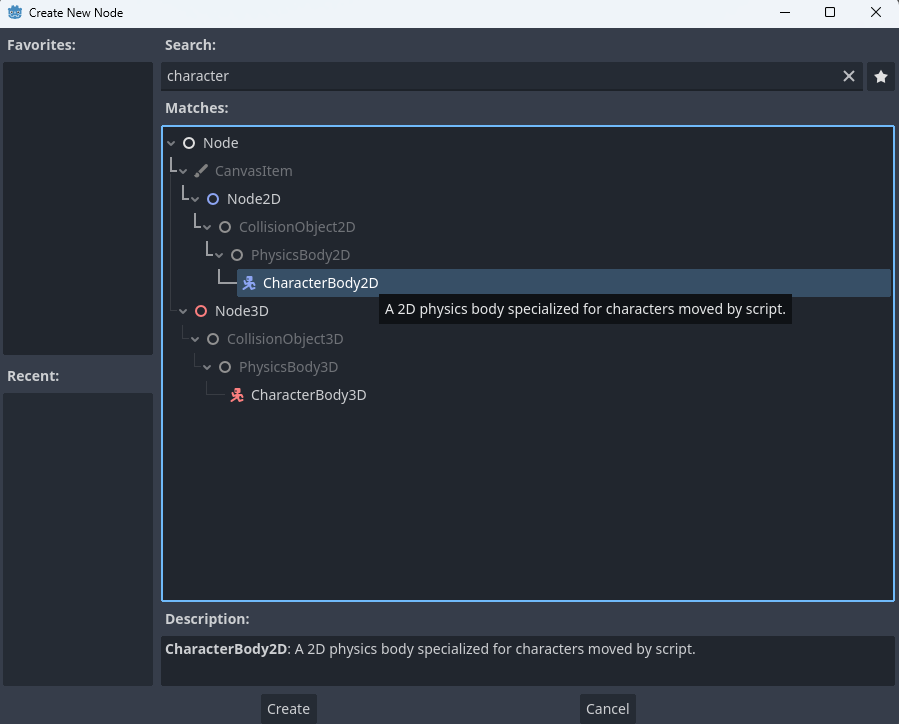 Create New Node
Favorites:
Search:
character
Matches:
Node
CanvasItem
Node2D
CollisionObject2D
PhysicsBody2D
CharacterBody2D
A 2D physics body specialized for characters moved by script.
Node3D
CollisionObject3D
PhysicsBody3D
CharacterBody3D
Recent:
Description:
CharacterBody2D: A 2D physics body specialized for characters moved by script.
Create
Cancel